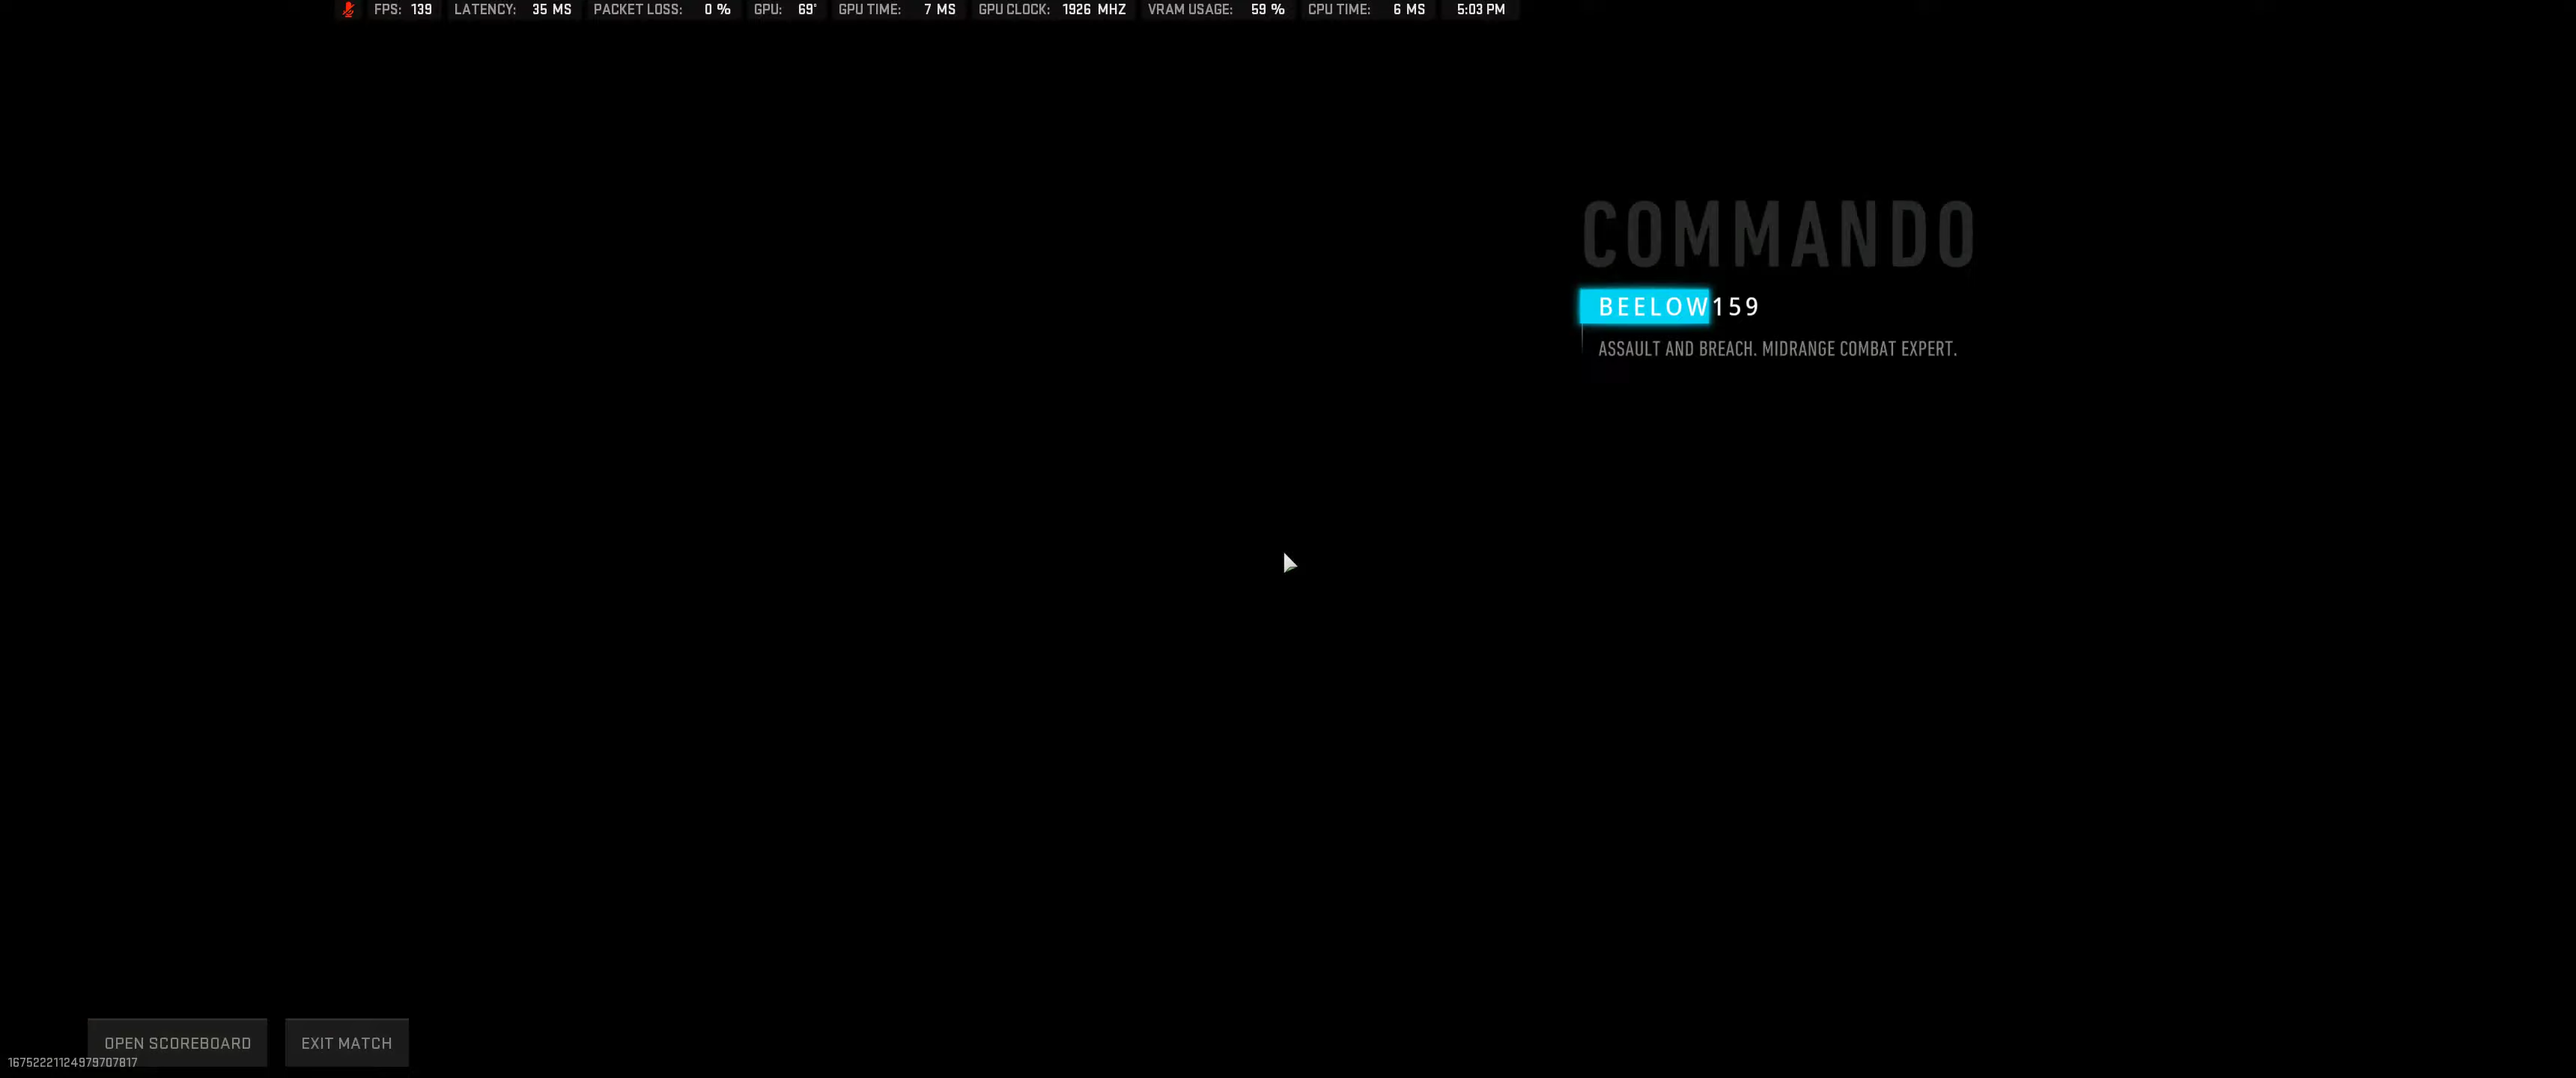 FPS: 139 LATENCY: 35 MS PACKET LOSS: 0 % GPU: 69° GPU TIME: 7 MS GPU CLOCK: 1926 MHZ VRAM USAGE: 59 % CPU TIME: 6 MS 5:03 PM
COMMANDO
BEELOW159
ASSAULT AND BREACH. MIDRANGE COMBAT EXPERT.
OPEN SCOREBOARD EXIT MATCH
16752221124979707817